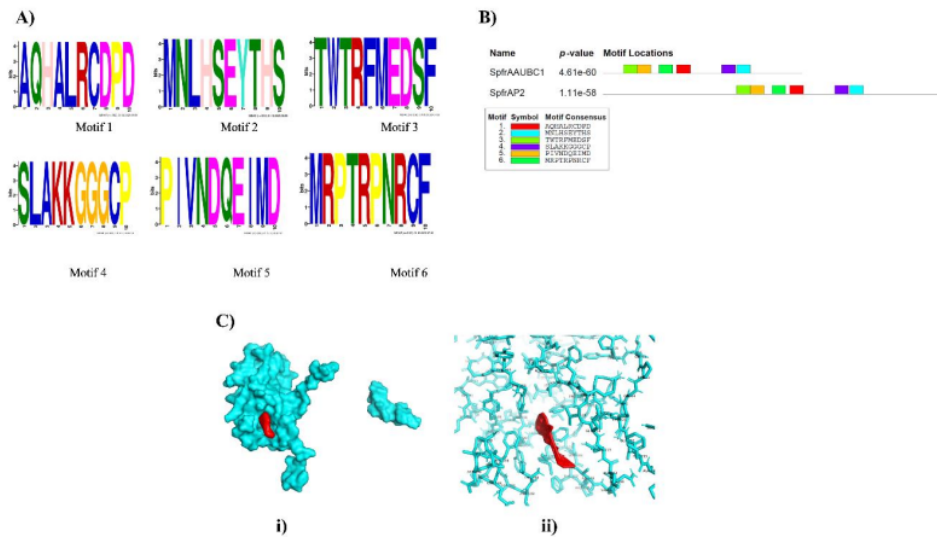 A)
AQHALRCDPD
Motif 1
MNLHSEYTHS
Motif 2
TWTRFMEDSF
Motif 3
SLAKKGGGCP
Motif 4
PIVNDQEIMD
Motif 5
MRPTRPNRCF
Motif 6
B)
Name p-value Motif Locations
SpfrAAUBC1 4.61e-60
SpfrAP2 1.11e-58
Motif Symbol Motif Consensus
1. AQHALRCDPD
2. MNLHSEYTHS
3. TWTRFMEDSF
4. SLAKKGGGCP
5. PIVNDQEIMD
6. MRPTRPNRCF
C)
i)
ii)